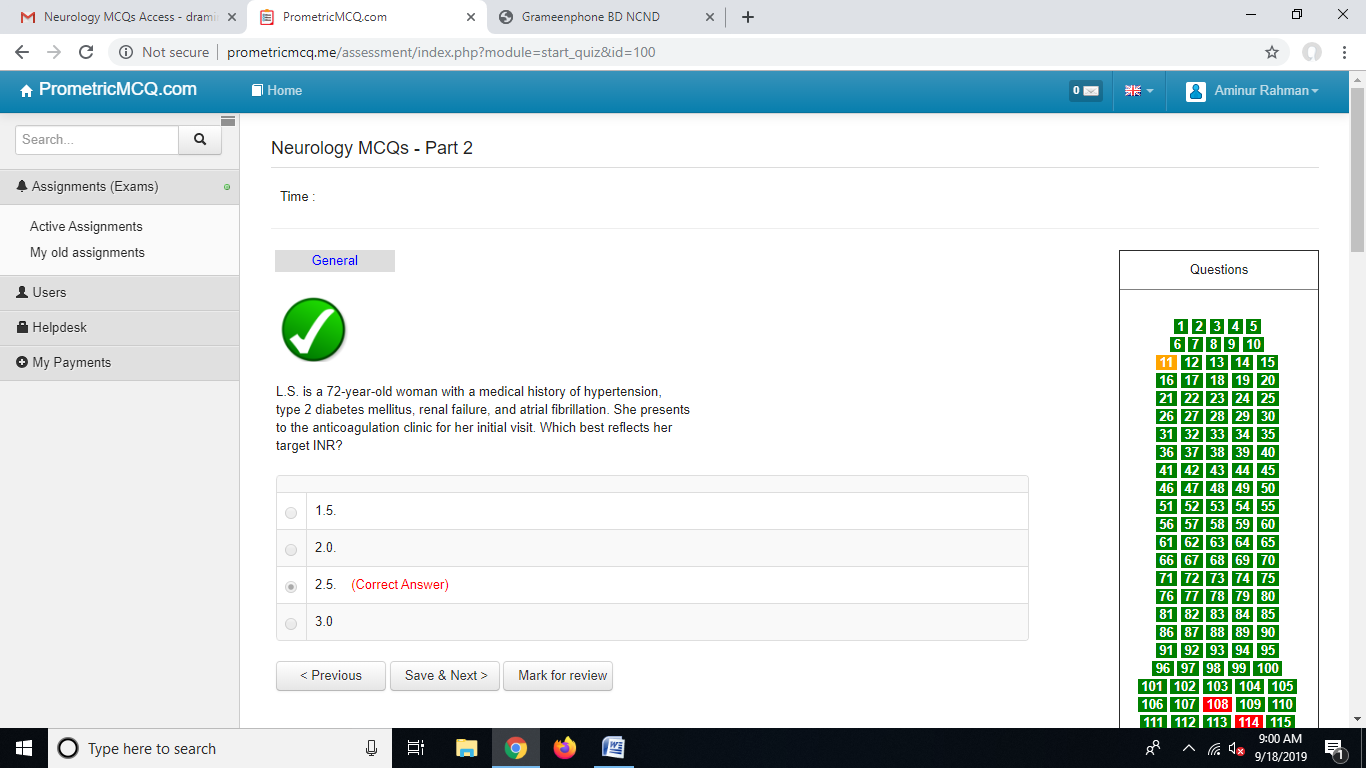 Neurology MCQs Access - drami
PrometricMCQ.com
Grameenphone BD NCND
Not secure
prometricmcq.me/assessment/index.php?module=start_quiz&id=100
PrometricMCQ.com
Home
0
Aminur Rahman
Search...
Assignments (Exams)
Active Assignments
My old assignments
Users
Helpdesk
My Payments
Neurology MCQs - Part 2
Time :
General
L.S. is a 72-year-old woman with a medical history of hypertension,
type 2 diabetes mellitus, renal failure, and atrial fibrillation. She presents
to the anticoagulation clinic for her initial visit. Which best reflects her
target INR?
1.5.
2.0.
2.5. (Correct Answer)
3.0
< Previous
Save & Next >
Mark for review
Questions
1 2 3 4 5
6 7 8 9 10
11 12 13 14 15
16 17 18 19 20
21 22 23 24 25
26 27 28 29 30
31 32 33 34 35
36 37 38 39 40
41 42 43 44 45
46 47 48 49 50
51 52 53 54 55
56 57 58 59 60
61 62 63 64 65
66 67 68 69 70
71 72 73 74 75
76 77 78 79 80
81 82 83 84 85
86 87 88 89 90
91 92 93 94 95
96 97 98 99 100
101 102 103 104 105
106 107 108 109 110
111 112 113 114 115
Type here to search
9:00 AM
9/18/2019
1